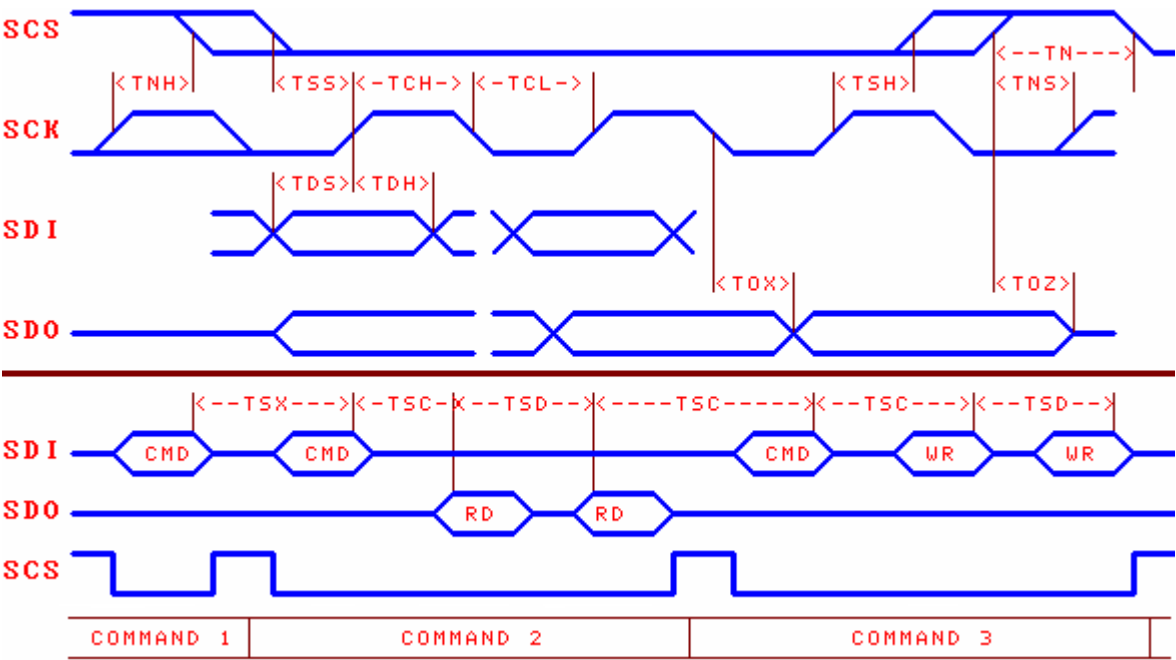 SCS
<--TN--->
<TNH>
<TSS>
<-TCH->
<-TCL->
<TSH>
<TNS>
SCK
<TDS>
<TDH>
SDI
<TOX>
<TOZ>
SDO
<--TSX--->
<-TSC-X--TSD-->
<----TSC---->
<-TSC--->
<--TSD-->
SDI
CMD
CMD
CMD
WR
WR
SDO
RD
RD
SCS
COMMAND 1
COMMAND 2
COMMAND 3